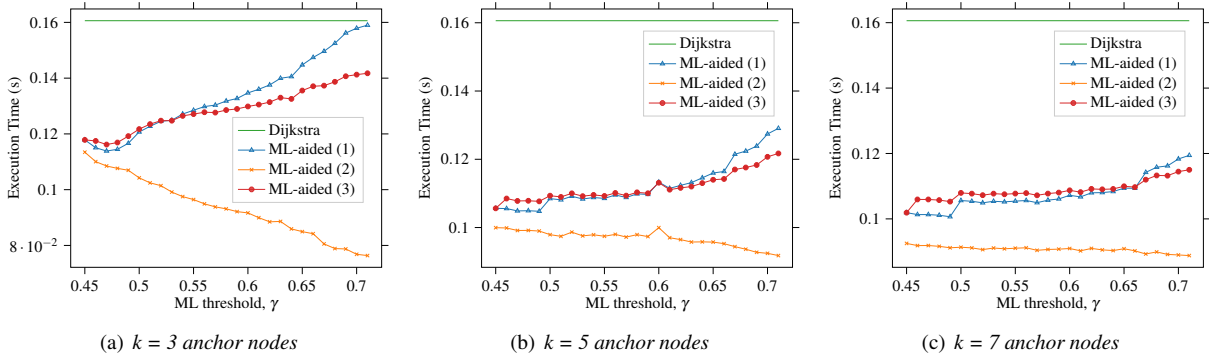 0.16
0.14
0.12
0.1
8·10⁻²
Execution Time (s)
Dijkstra
ML-aided (1)
ML-aided (2)
ML-aided (3)
0.45 0.5 0.55 0.6 0.65 0.7
ML threshold, γ
(a) k = 3 anchor nodes
0.16
0.14
0.12
0.1
Execution Time (s)
Dijkstra
ML-aided (1)
ML-aided (2)
ML-aided (3)
0.45 0.5 0.55 0.6 0.65 0.7
ML threshold, γ
(b) k = 5 anchor nodes
0.16
0.14
0.12
0.1
Execution Time (s)
Dijkstra
ML-aided (1)
ML-aided (2)
ML-aided (3)
0.45 0.5 0.55 0.6 0.65 0.7
ML threshold, γ
(c) k = 7 anchor nodes